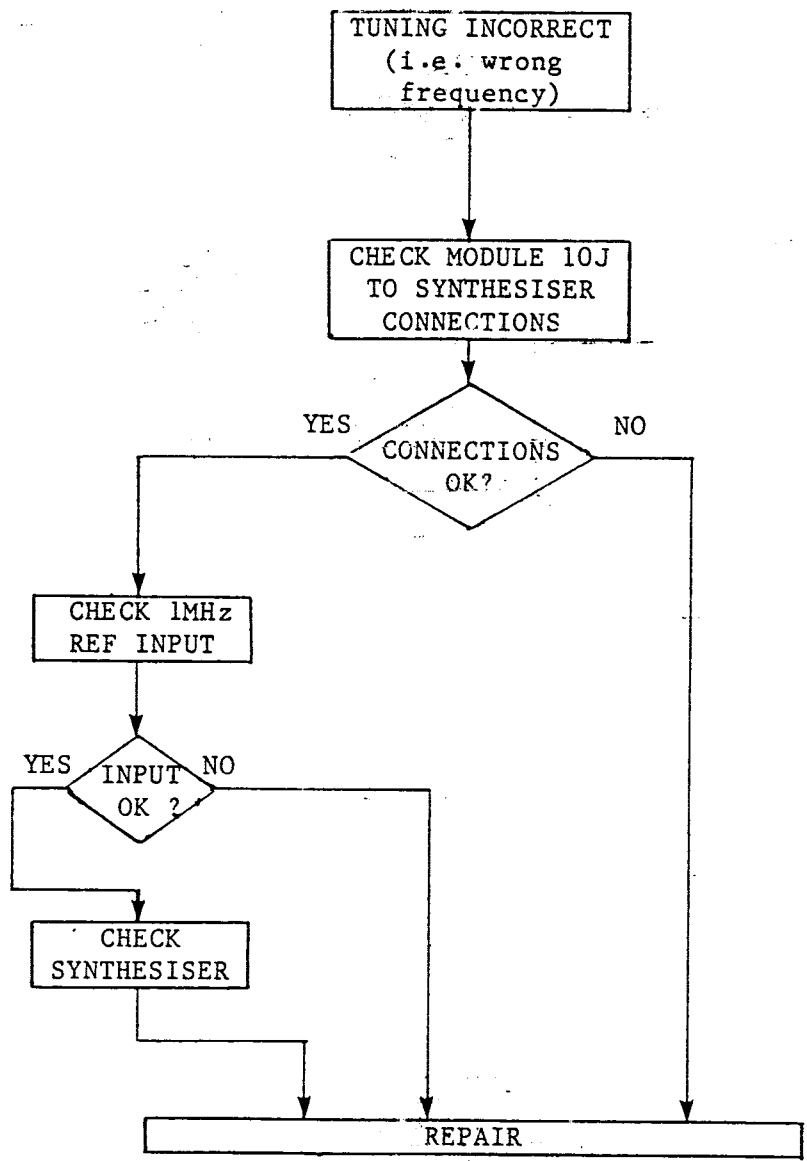 TUNING INCORRECT
(i.e. wrong
frequency)
CHECK MODULE 10J
TO SYNTHESISER
CONNECTIONS
YES
NO
CONNECTIONS
OK?
CHECK 1MHz
REF INPUT
YES
NO
INPUT
OK ?
CHECK
SYNTHESISER
REPAIR